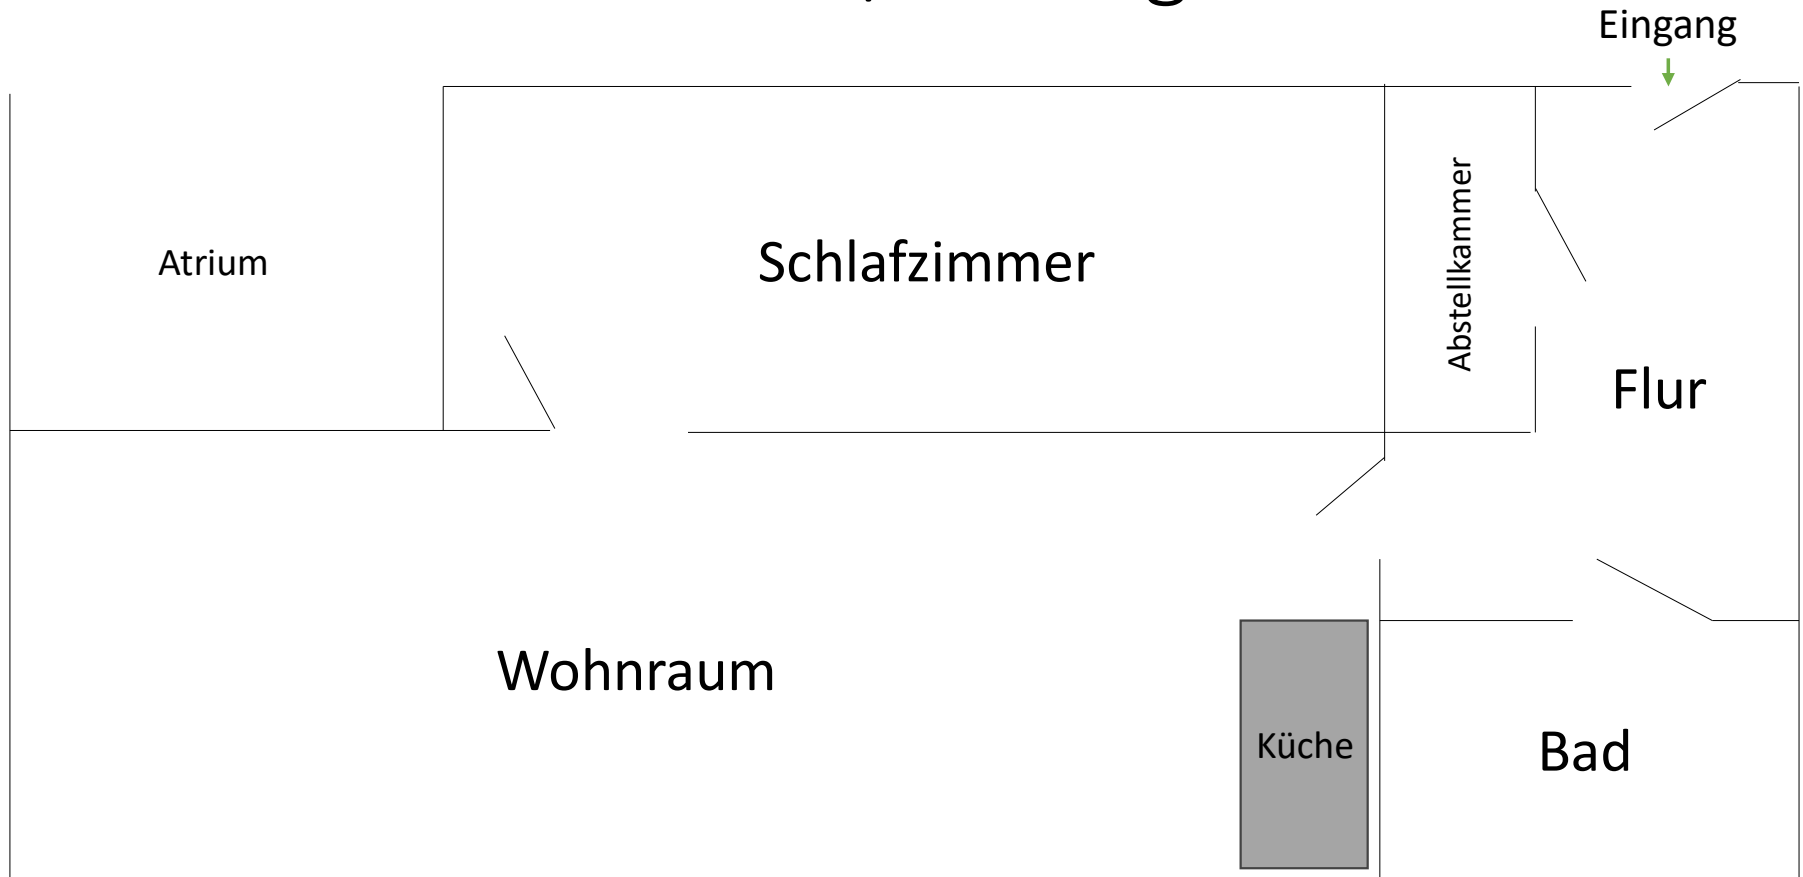 Eingang
Atrium
Schlafzimmer
Abstellkammer
Flur
Wohnraum
Küche
Bad